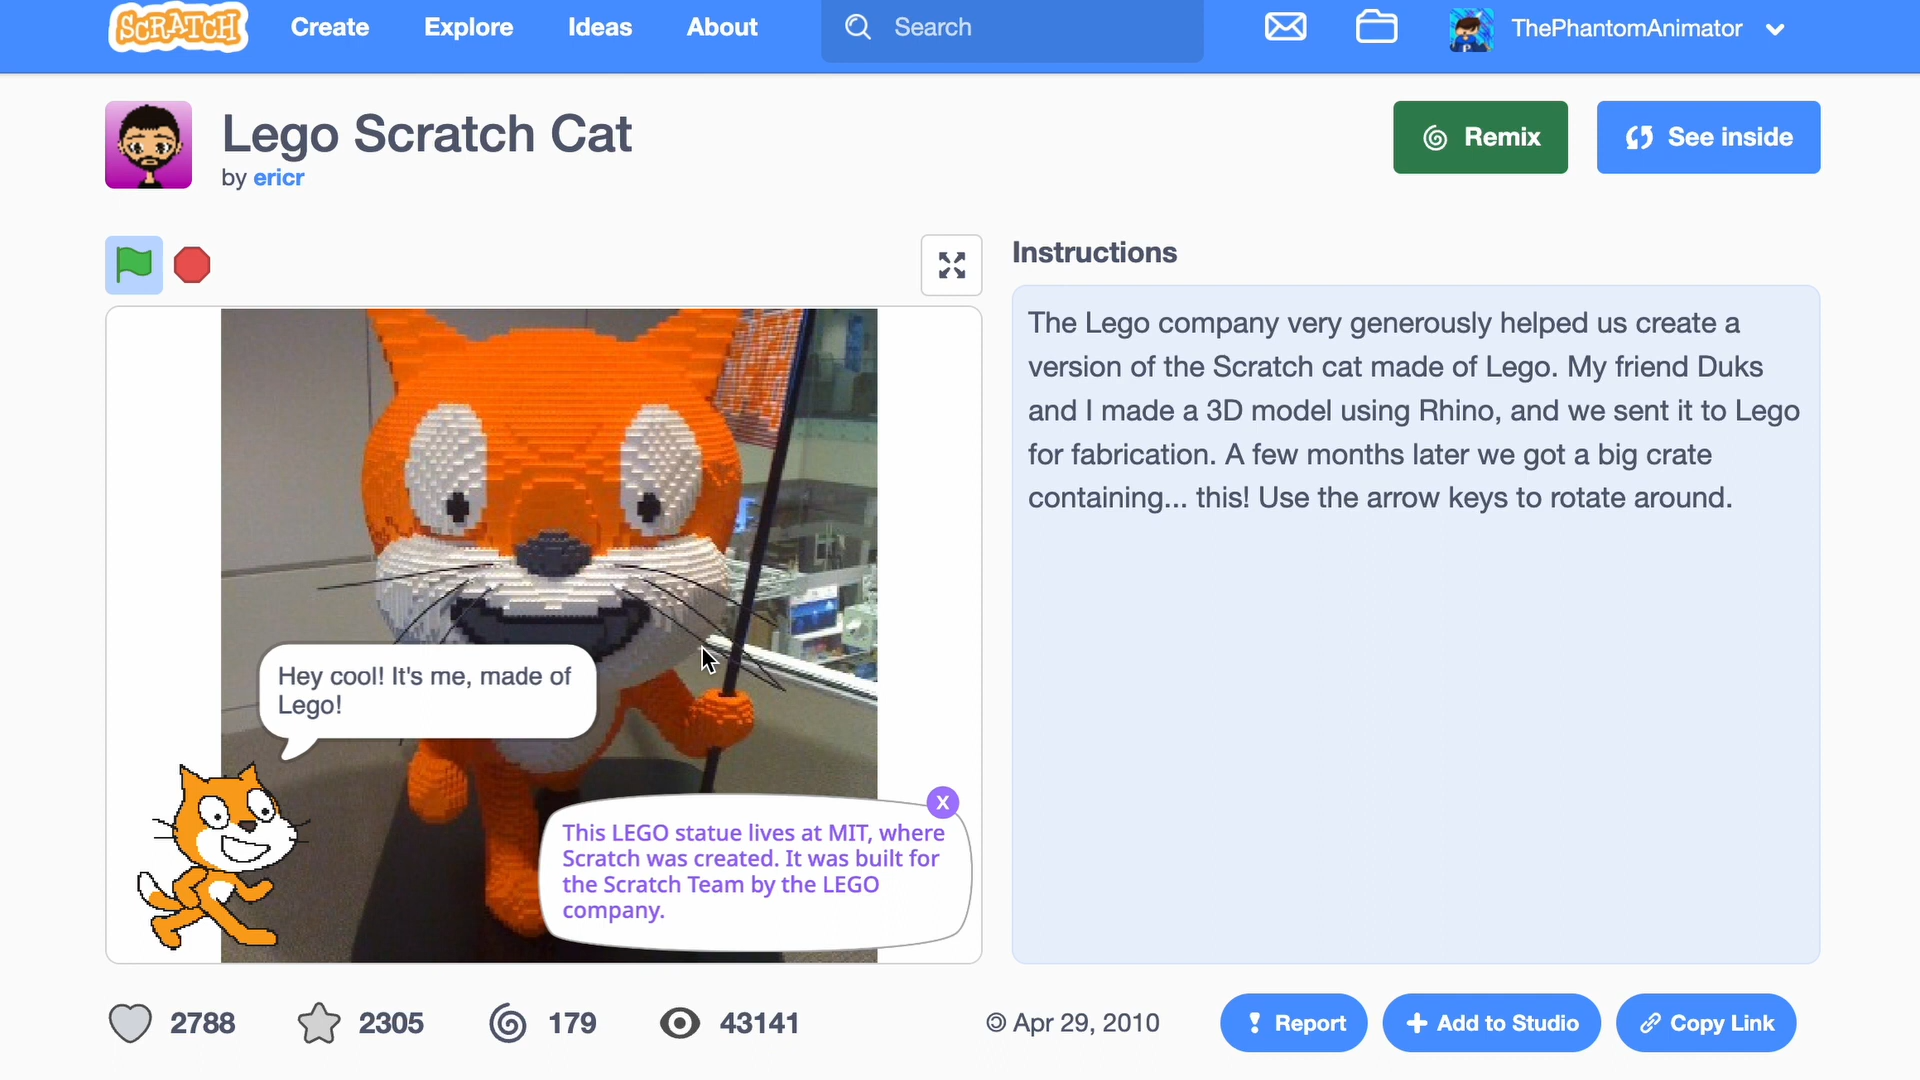 SCRATCH Create Explore Ideas About Search ThePhantomAnimator
Lego Scratch Cat
by ericr
Remix See inside
Instructions
The Lego company very generously helped us create a
version of the Scratch cat made of Lego. My friend Duks
and I made a 3D model using Rhino, and we sent it to Lego
for fabrication. A few months later we got a big crate
containing... this! Use the arrow keys to rotate around.
Hey cool! It's me, made of
Lego!
X
This LEGO statue lives at MIT, where
Scratch was created. It was built for
the Scratch Team by the LEGO
company.
2788 2305 179 43141 Apr 29, 2010 Report Add to Studio Copy Link